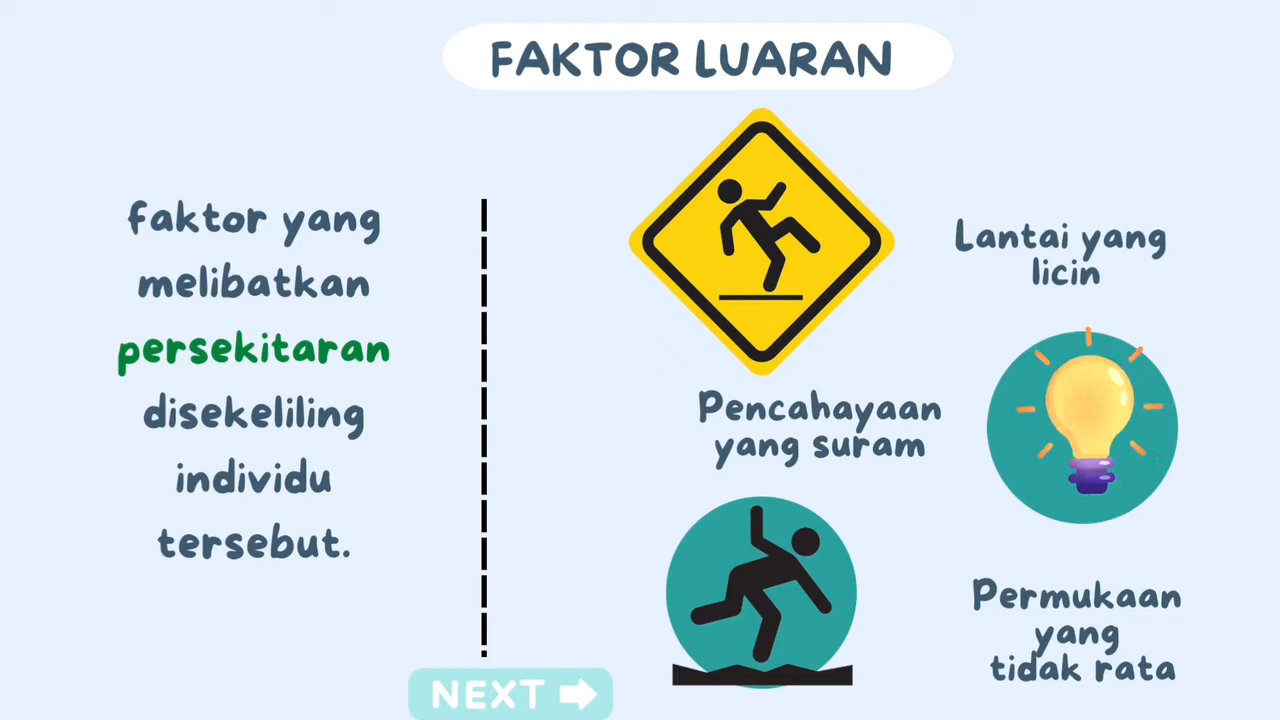 FAKTOR LUARAN
faktor yang
melibatkan
persekitaran
disekeliling
individu
tersebut.
Lantai yang
licin
Pencahayaan
yang suram
Permukaan
yang
tidak rata
NEXT